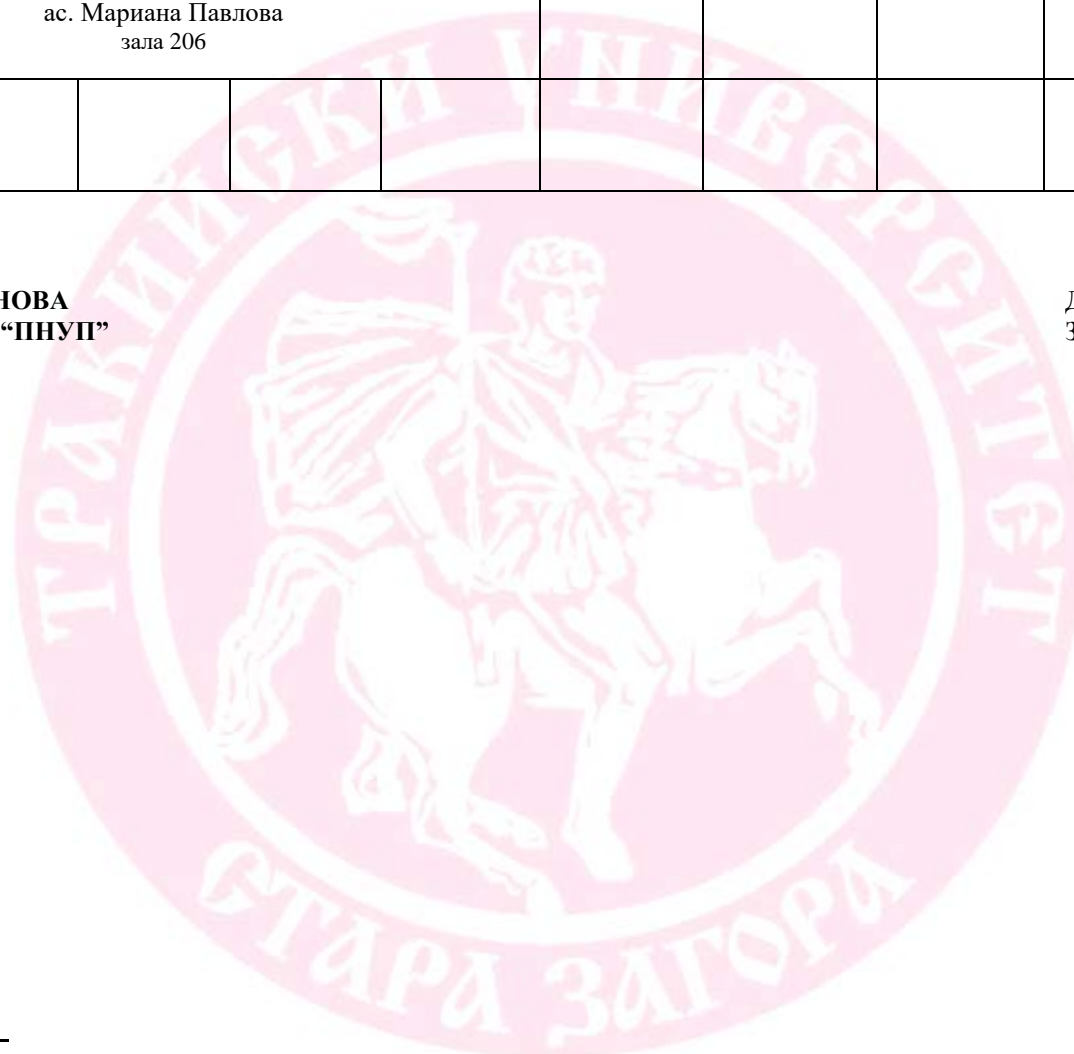 ас. Мариана Павлова
зала 206
НОВА
“ПНУП”
ТРАКИЙСКИ УНИВЕРСИТЕТ
СТАРА ЗАГОРА